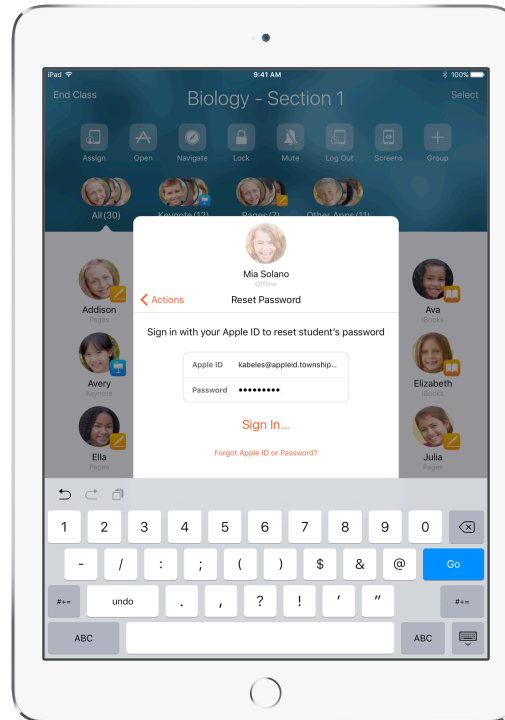 iPad 9:41 AM 100%
End Class Biology - Section 1 Select
Assign Open Navigate Lock Mute Log Out Screens Group
All (30) Keynote (12) Pages (7) Other Apps (11)
Mia Solano
Offline
Actions Reset Password
Sign in with your Apple ID to reset student's password
Apple ID kabeles@appleid.township...
Password •••••••••
Sign In...
Forgot Apple ID or Password?
Addison
Pages
Ava
iBooks
Avery
Keynote
Elizabeth
iBooks
Ella
Pages
Julia
Pages
1 2 3 4 5 6 7 8 9 0
- / : ; ( ) $ & @ Go
#+= undo . , ? ! ' " #+=
ABC ABC